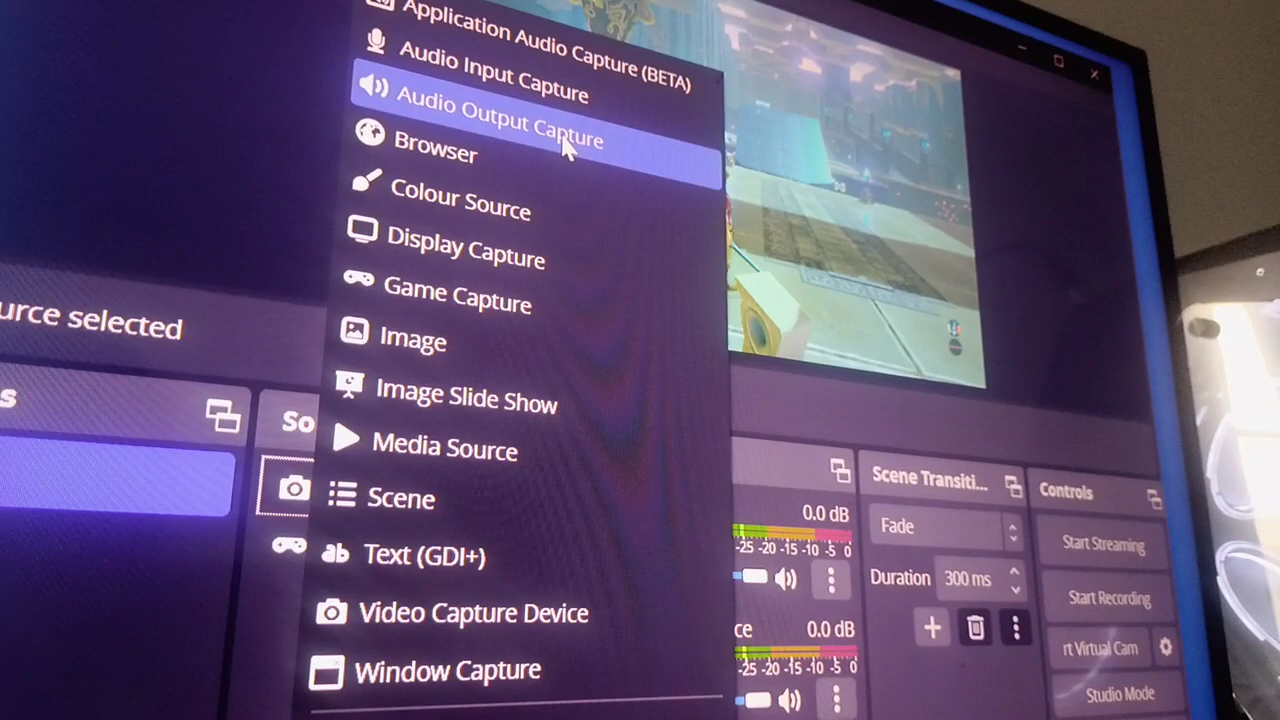 Application Audio Capture (BETA)
Audio Input Capture
Audio Output Capture
Browser
Colour Source
Display Capture
Game Capture
Image
Image Slide Show
Media Source
Scene
Text (GDI+)
Video Capture Device
Window Capture
urce selected
s
So
0.0 dB
-25 -20 -15 -10 -5 0
ce 0.0 dB
-25 -20 -15 -10 -5 0
Scene Transiti...
Fade
Duration 300 ms
Controls
Start Streaming
Start Recording
rt Virtual Cam
Studio Mode